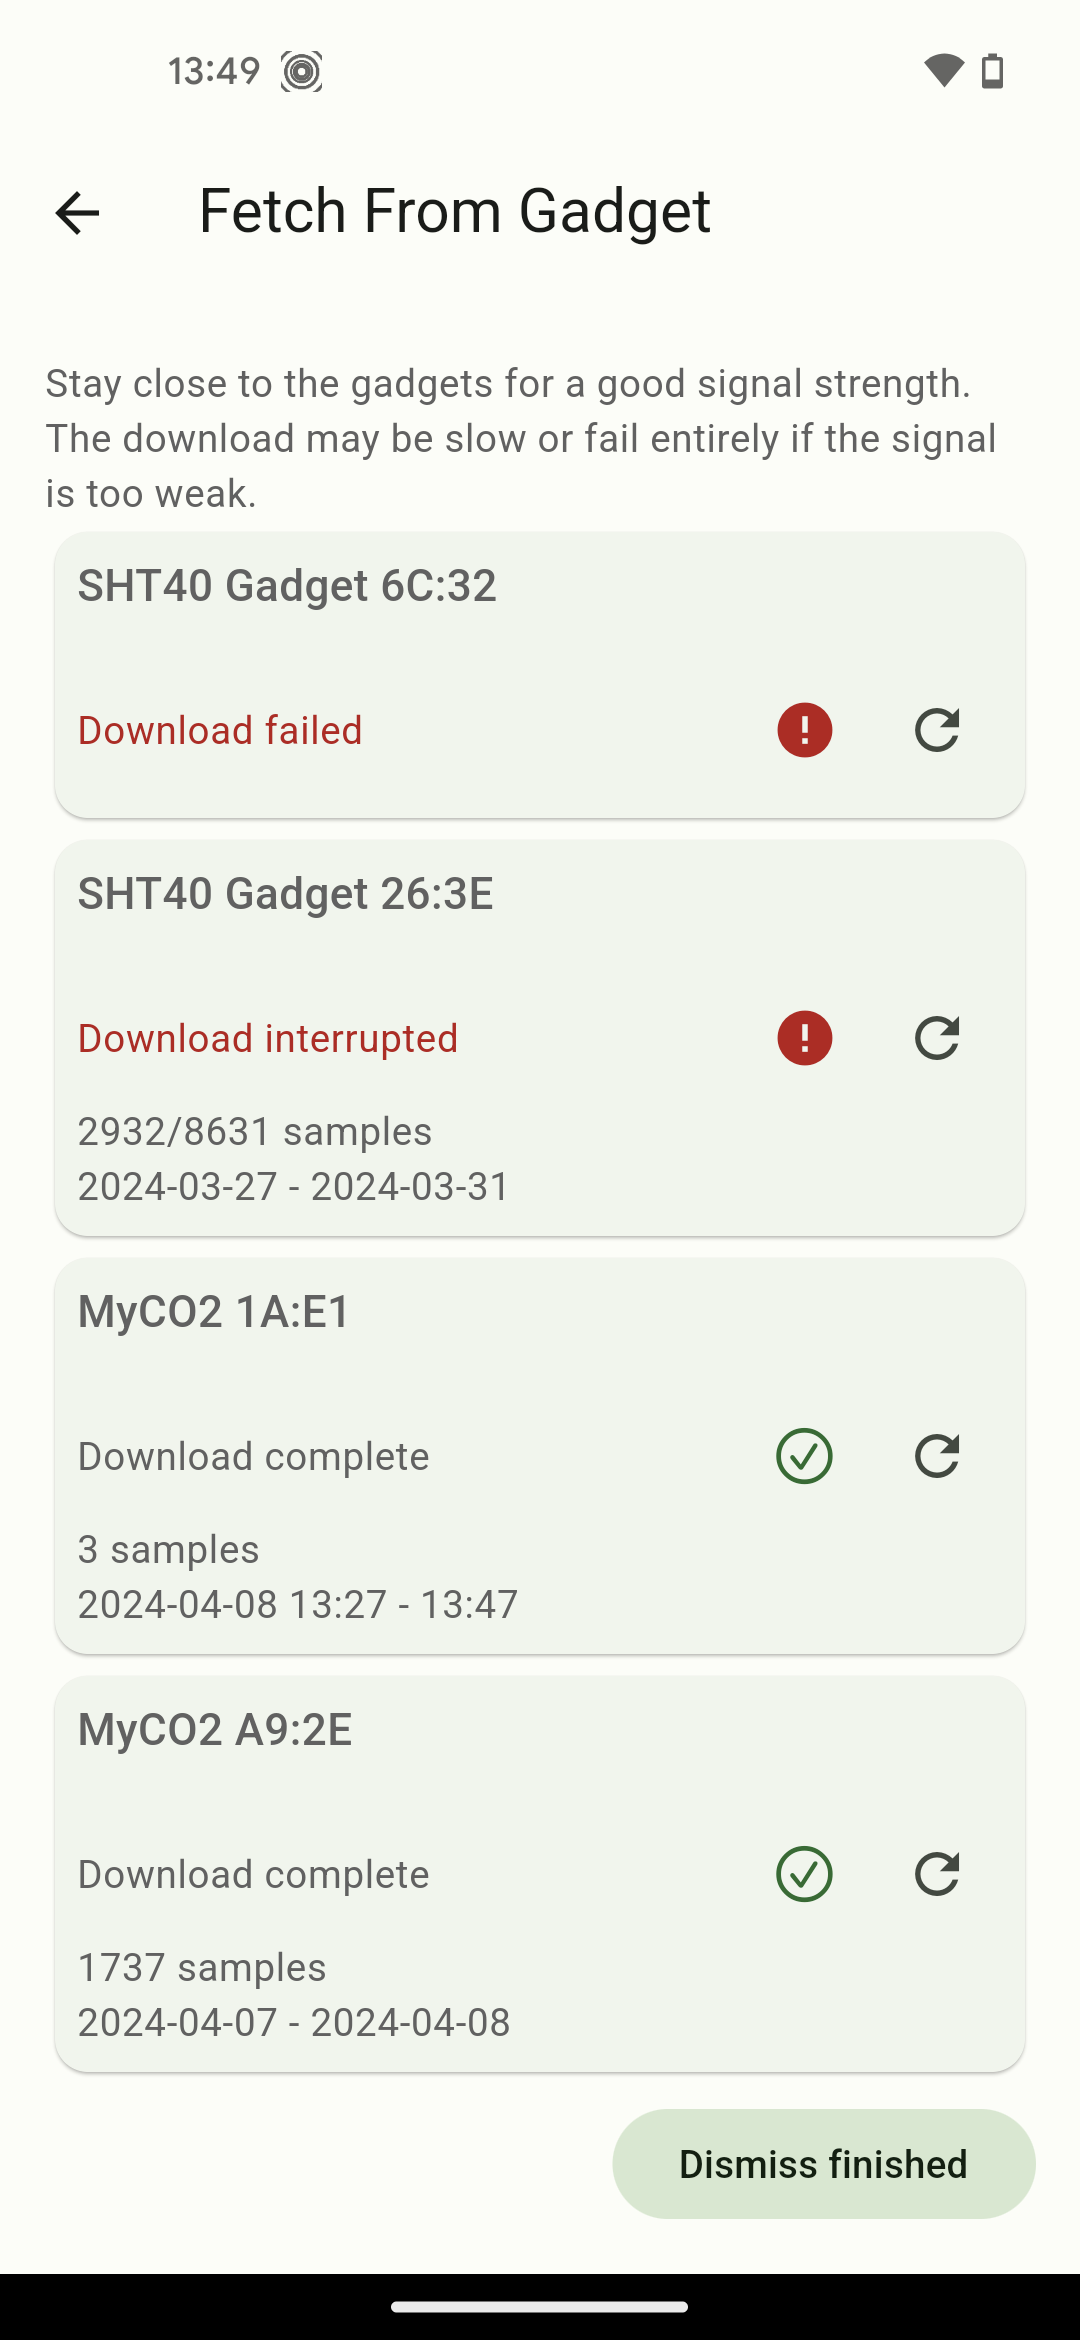 13:49
Fetch From Gadget
Stay close to the gadgets for a good signal strength.
The download may be slow or fail entirely if the signal
is too weak.
SHT40 Gadget 6C:32
Download failed
SHT40 Gadget 26:3E
Download interrupted
2932/8631 samples
2024-03-27 - 2024-03-31
MyCO2 1A:E1
Download complete
3 samples
2024-04-08 13:27 - 13:47
MyCO2 A9:2E
Download complete
1737 samples
2024-04-07 - 2024-04-08
Dismiss finished